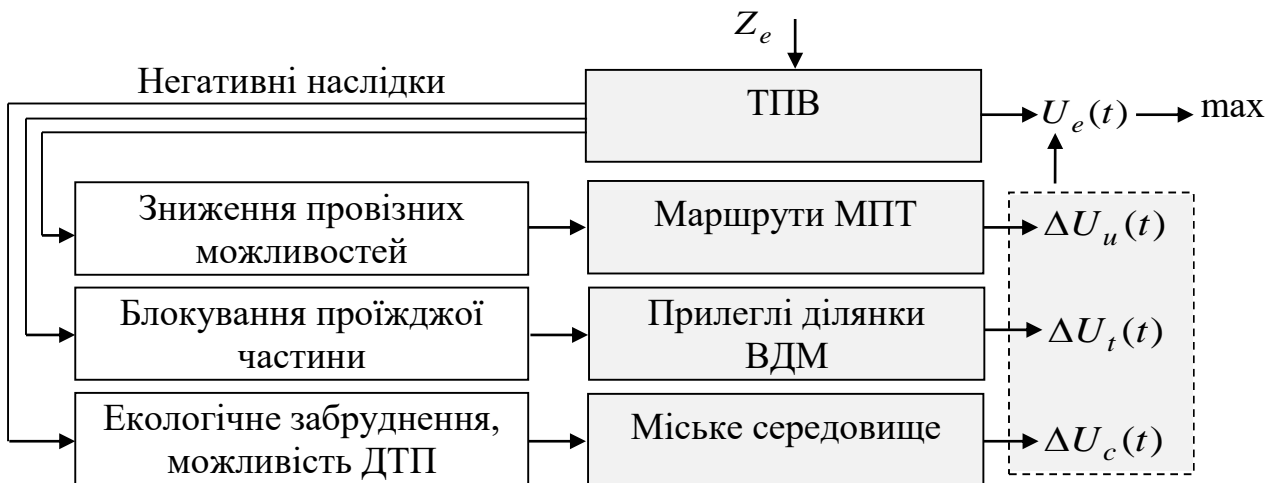 Z_e
Негативні наслідки
ТПВ
U_e(t)
max
Зниження провізних
можливостей
Маршрути МПТ
ΔU_u(t)
Блокування проїжджої
частини
Прилеглі ділянки
ВДМ
ΔU_t(t)
Екологічне забруднення,
можливість ДТП
Міське середовище
ΔU_c(t)